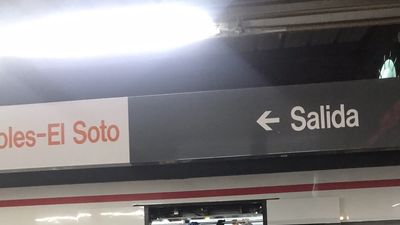 oles-El Soto
← Salida